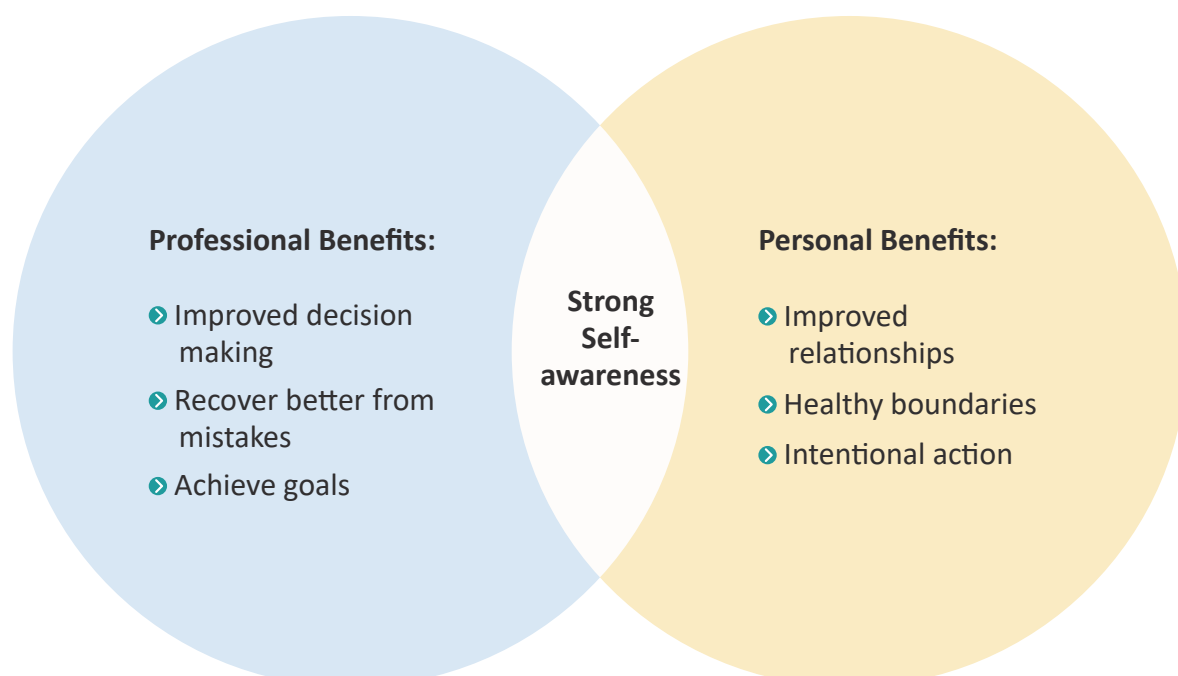 Professional Benefits:
Improved decision
making
Recover better from
mistakes
Achieve goals
Strong
Self-
awareness
Personal Benefits:
Improved
relationships
Healthy boundaries
Intentional action